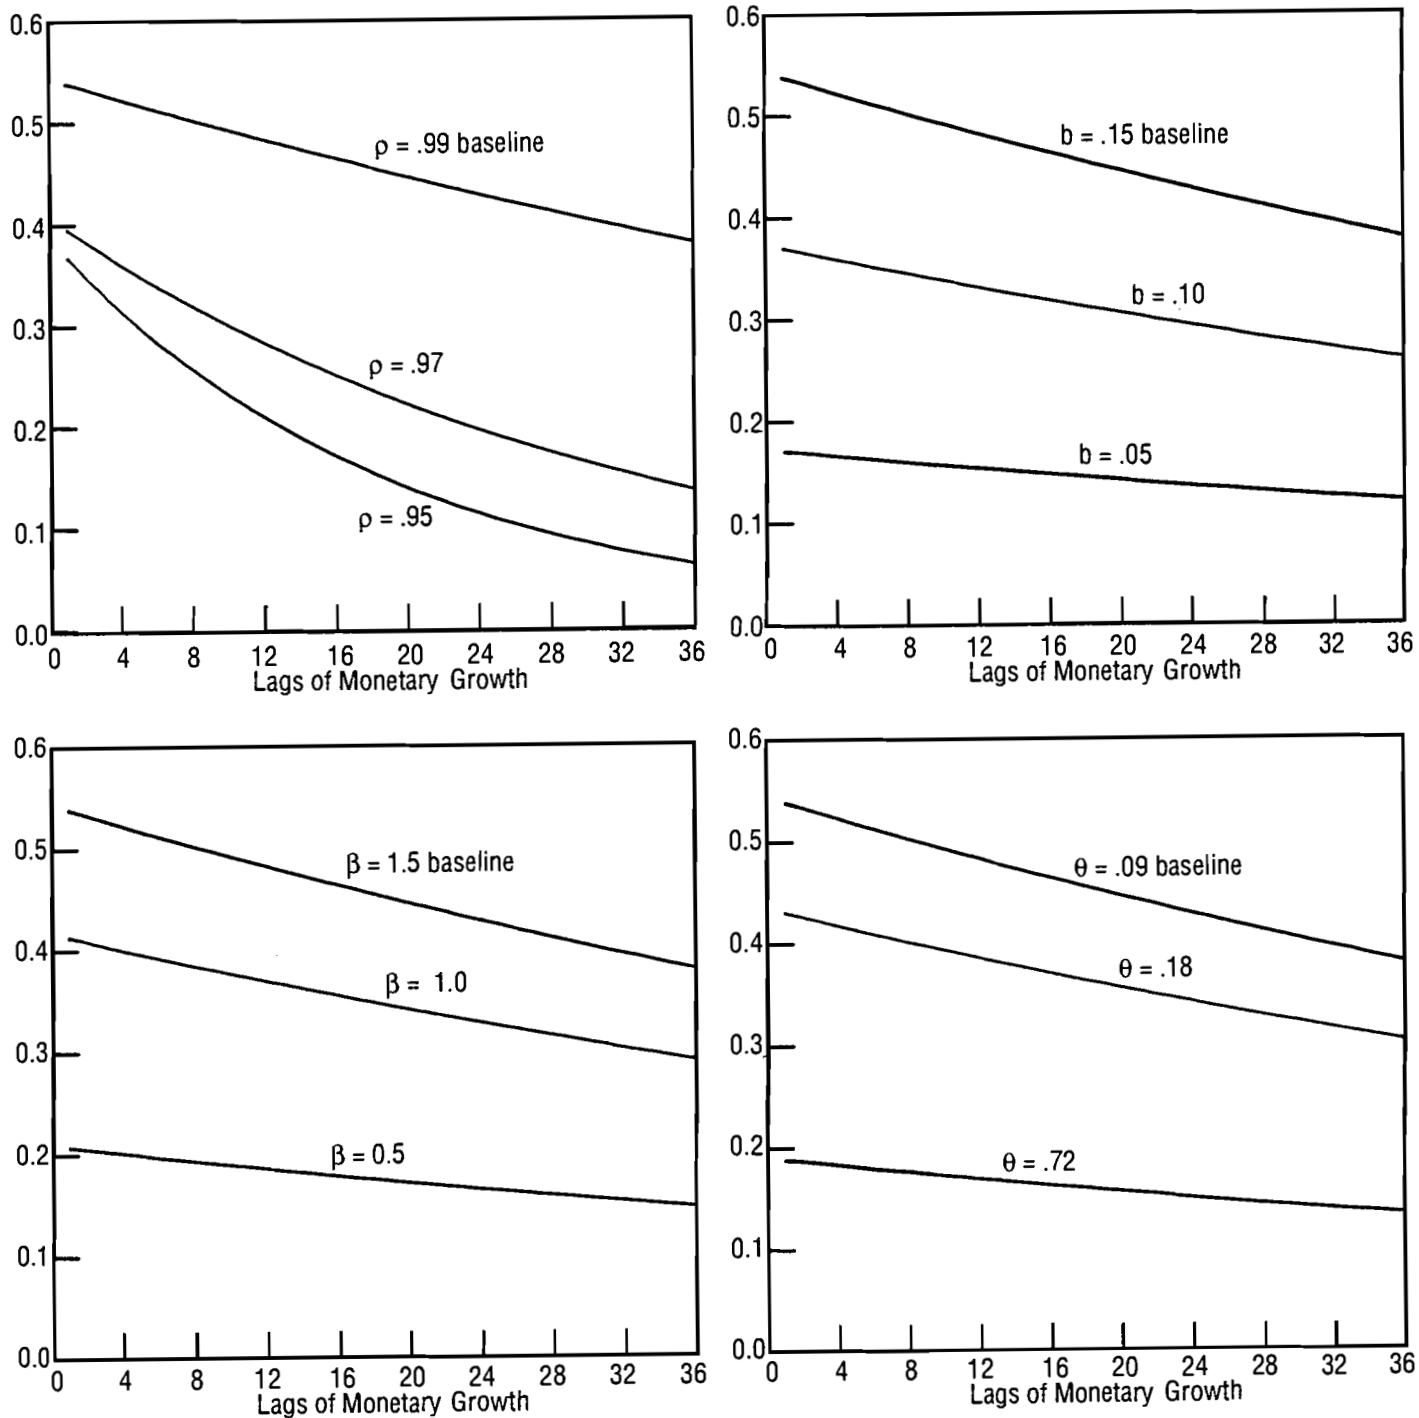 0.6
0.5
0.4
0.3
0.2
0.1
0.0
ρ = .99 baseline
ρ = .97
ρ = .95
0 4 8 12 16 20 24 28 32 36
Lags of Monetary Growth
0.6
0.5
0.4
0.3
0.2
0.1
0.0
b = .15 baseline
b = .10
b = .05
0 4 8 12 16 20 24 28 32 36
Lags of Monetary Growth
0.6
0.5
0.4
0.3
0.2
0.1
0.0
β = 1.5 baseline
β = 1.0
β = 0.5
0 4 8 12 16 20 24 28 32 36
Lags of Monetary Growth
0.6
0.5
0.4
0.3
0.2
0.1
0.0
θ = .09 baseline
θ = .18
θ = .72
0 4 8 12 16 20 24 28 32 36
Lags of Monetary Growth